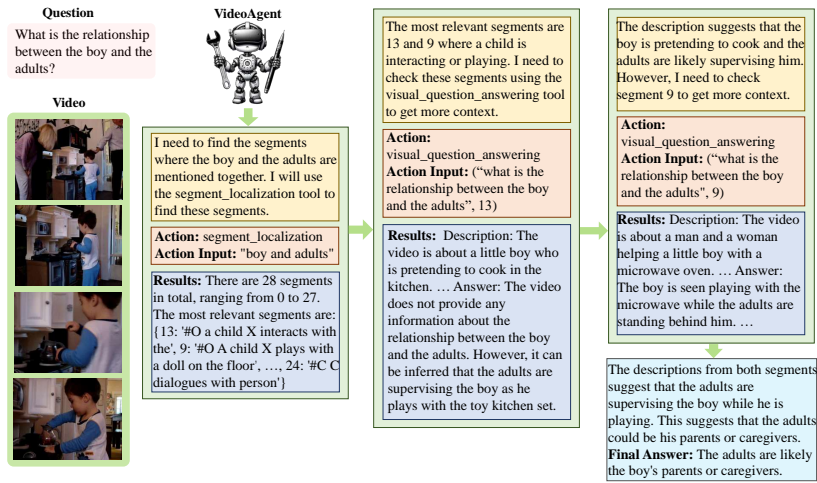 Question
What is the relationship
between the boy and the
adults?
Video
VideoAgent
I need to find the segments
where the boy and the adults are
mentioned together. I will use
the segment_localization tool to
find these segments.
Action: segment_localization
Action Input: "boy and adults"
Results: There are 28 segments
in total, ranging from 0 to 27.
The most relevant segments are:
{13: '#O a child X interacts with
the', 9: '#O A child X plays with
a doll on the floor', …, 24: '#C C
dialogues with person'}
The most relevant segments are
13 and 9 where a child is
interacting or playing. I need to
check these segments using the
visual_question_answering tool
to get more context.
Action:
visual_question_answering
Action Input: (“what is the
relationship between the boy
and the adults”, 13)
Results: Description: The
video is about a little boy who
is pretending to cook in the
kitchen. … Answer: The video
does not provide any
information about the
relationship between the boy
and the adults. However, it can
be inferred that the adults are
supervising the boy as he
plays with the toy kitchen set.
The description suggests that the
boy is pretending to cook and the
adults are likely supervising him.
However, I need to check
segment 9 to get more context.
Action:
visual_question_answering
Action Input: (“what is the
relationship between the boy
and the adults", 9)
Results: Description: The video
is about a man and a woman
helping a little boy with a
microwave oven. … Answer:
The boy is seen playing with the
microwave while the adults are
standing behind him. …
The descriptions from both segments
suggest that the adults are
supervising the boy while he is
playing. This suggests that the adults
could be his parents or caregivers.
Final Answer: The adults are likely
the boy's parents or caregivers.